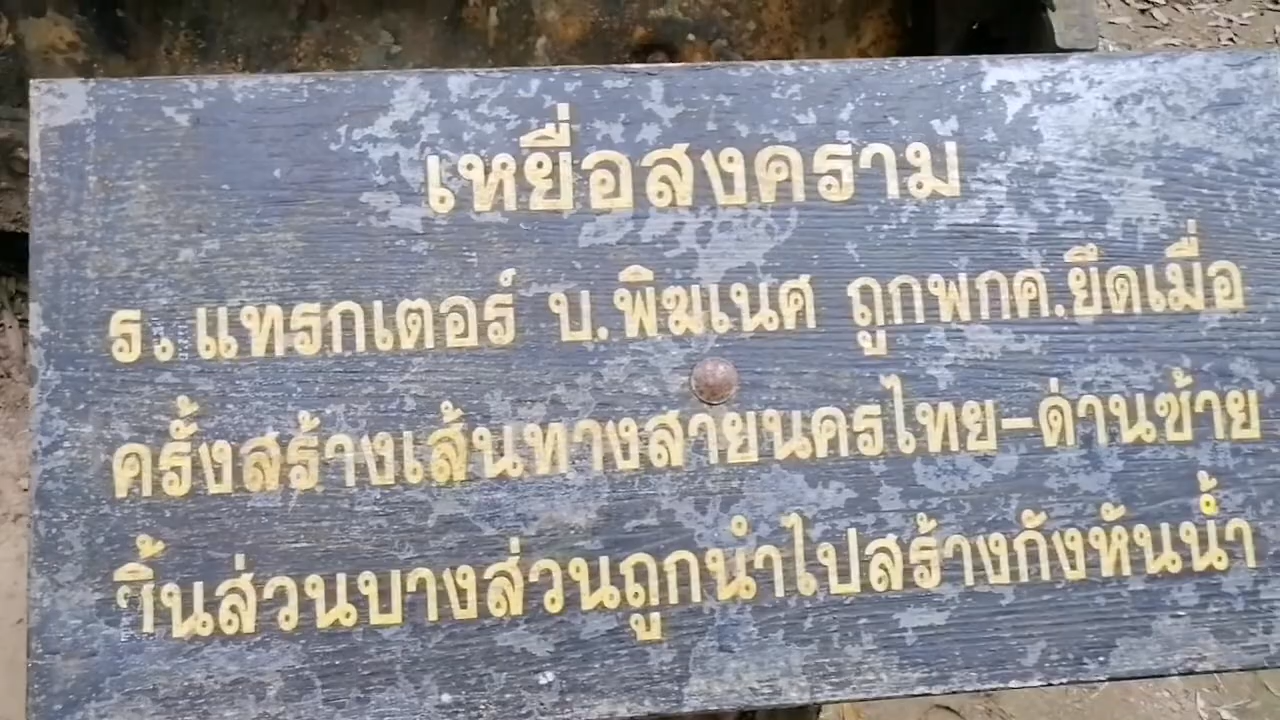 เหยื่อสงคราม
ร. แทรกเตอร์ บ.พิฆเนศ ถูกพกค.ยึดเมื่อ
ครั้งสร้างเส้นทางสายนครไทย-ด่านซ้าย
ชิ้นส่วนบางส่วนถูกนำไปสร้างกังหันน้ำ